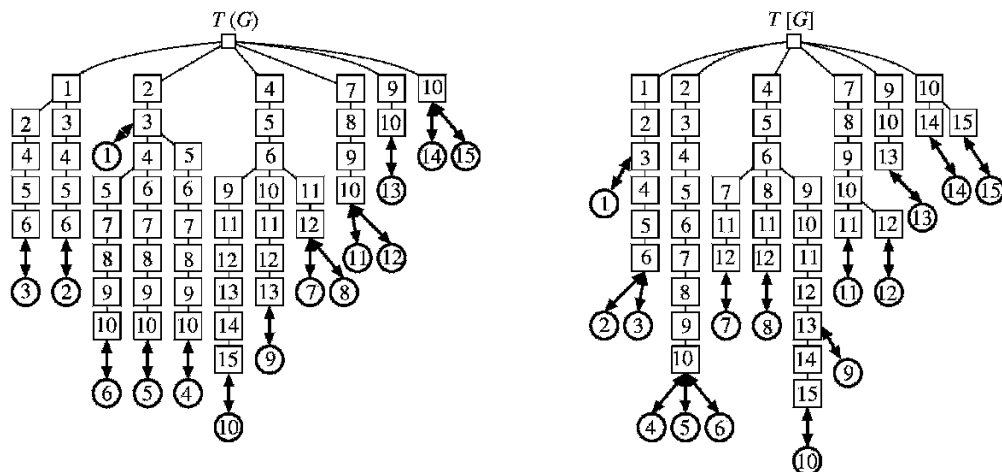 T (G) T [G]
1 2 4 7 9 10 1 2 4 7 9 10
2 3 3 5 8 10 2 3 5 8 10 14 15
4 4 1 4 5 6 9 14 15 3 4 6 9 13
5 5 5 6 6 9 10 11 10 13 1 4 5 7 8 9 10 14 15
6 6 7 7 7 11 11 12 5 6 11 11 10 11 12 13
8 8 8 12 12 11 12 6 7 12 12 11
3 2 9 9 9 13 13 7 8 8 12 11 12
10 10 10 14 2 3 9 7 8 13
15 9 10 14 9
6 5 4 15
10 4 5 6
10